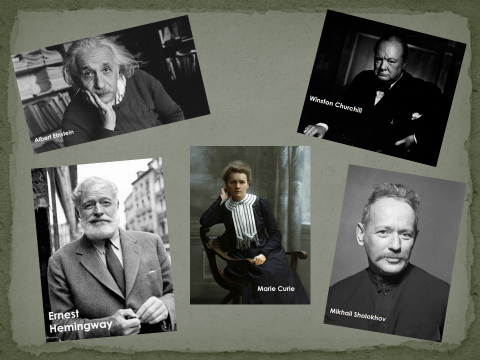 Albert Einstein
Winston Churchill
Marie Curie
Ernest
Hemingway
Mikhail Sholokhov